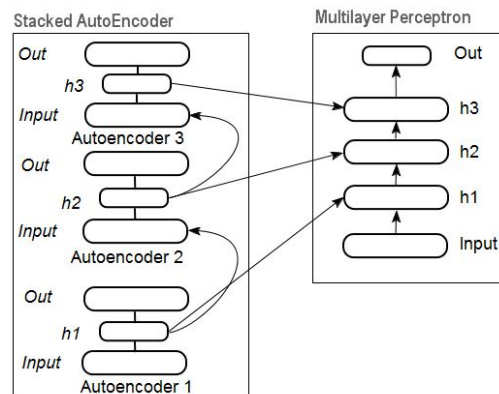 Stacked AutoEncoder
Out
h3
Input
Autoencoder 3
Out
h2
Input
Autoencoder 2
Out
h1
Input
Autoencoder 1
Multilayer Perceptron
Out
h3
h2
h1
Input